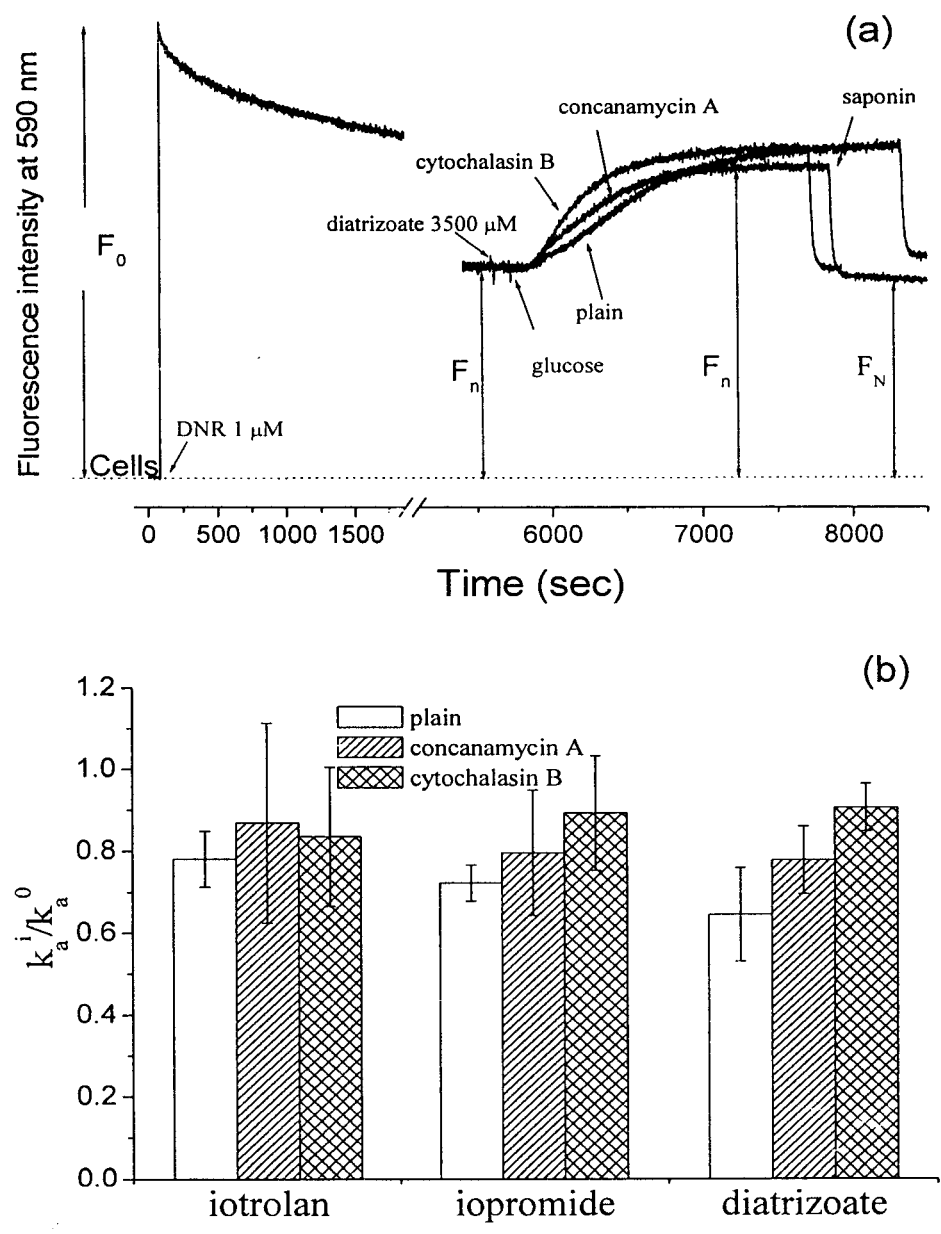 (a)
Fluorescence intensity at 590 nm
F₀
Cells
DNR 1 μM
concanamycin A
saponin
cytochalasin B
diatrizoate 3500 μM
plain
glucose
Fₙ
Fₙ
F_N
0 500 1000 1500 6000 7000 8000
Time (sec)
(b)
1.2
1.0
0.8
0.6
0.4
0.2
0.0
kₐⁱ/kₐ⁰
plain
concanamycin A
cytochalasin B
iotrolan iopromide diatrizoate